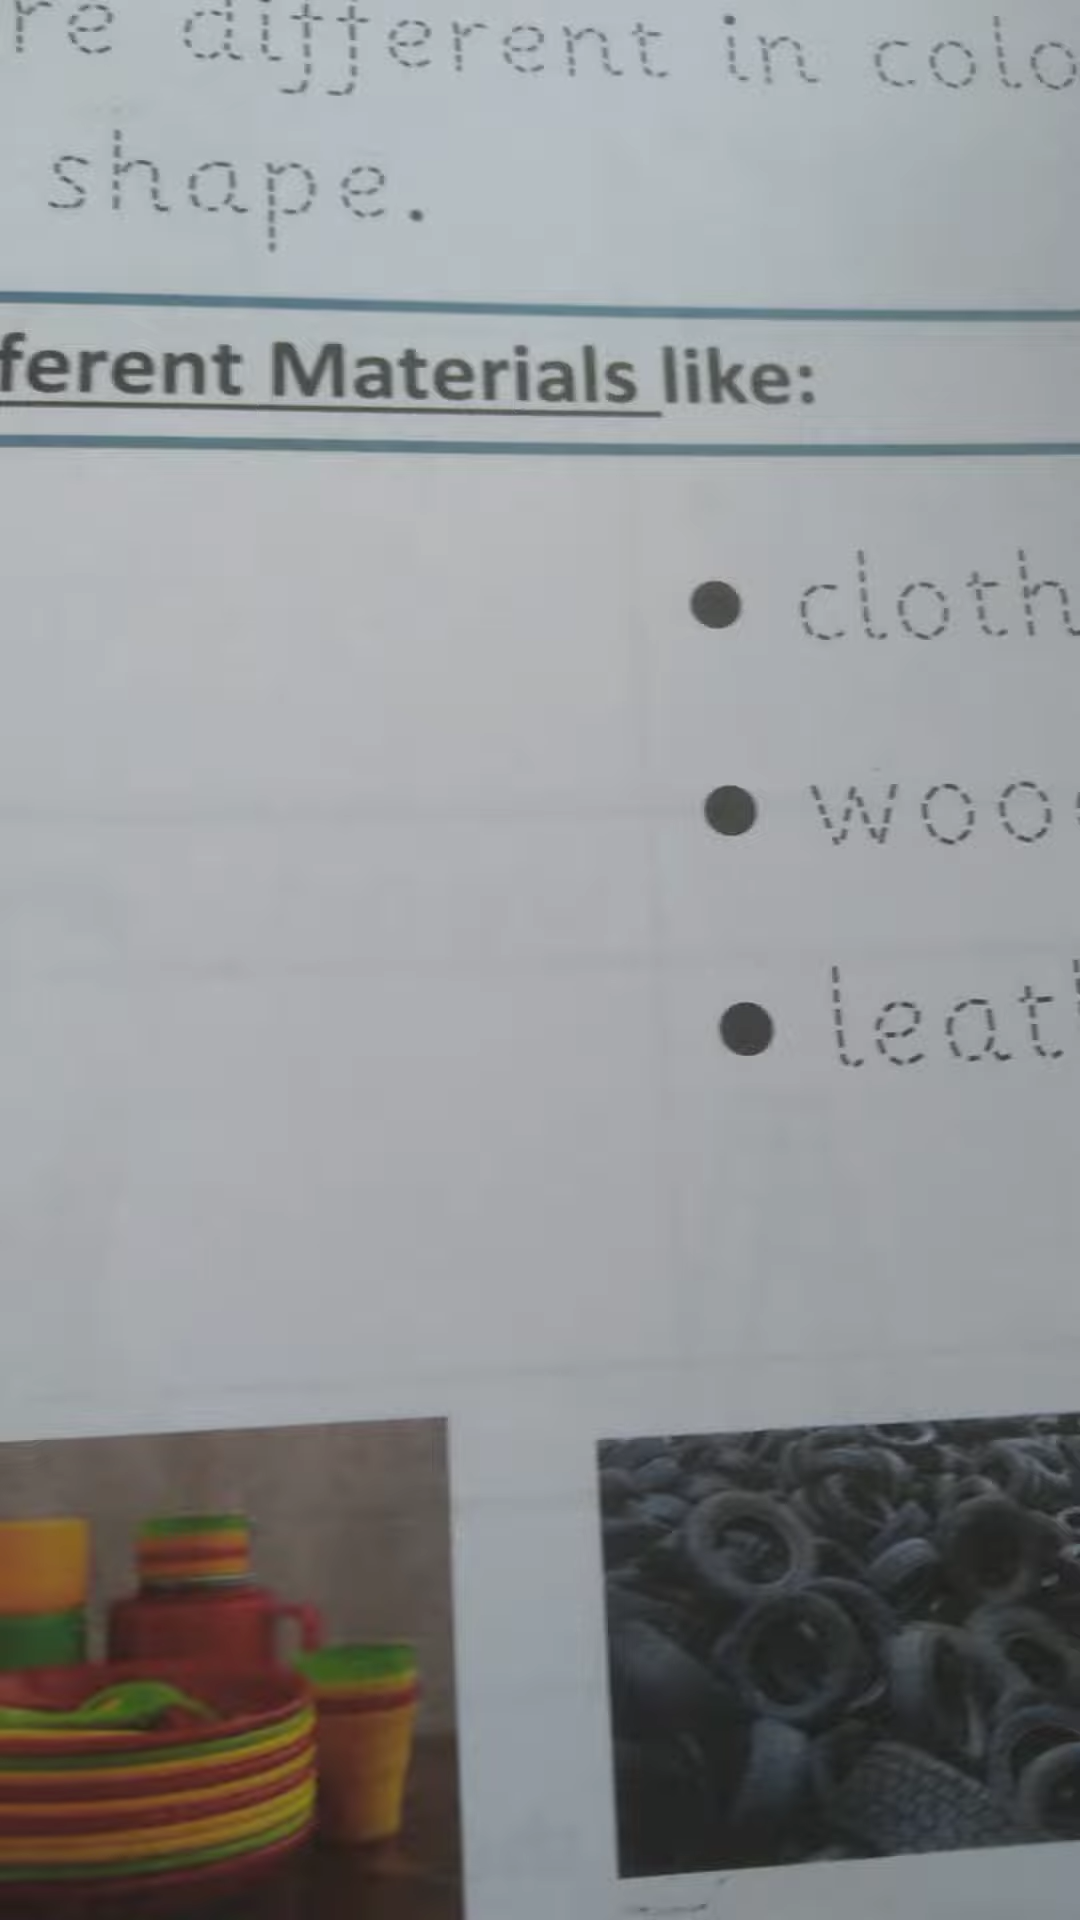 re different in colo
shape.
ferent Materials like:
• cloth
• woo
• leat